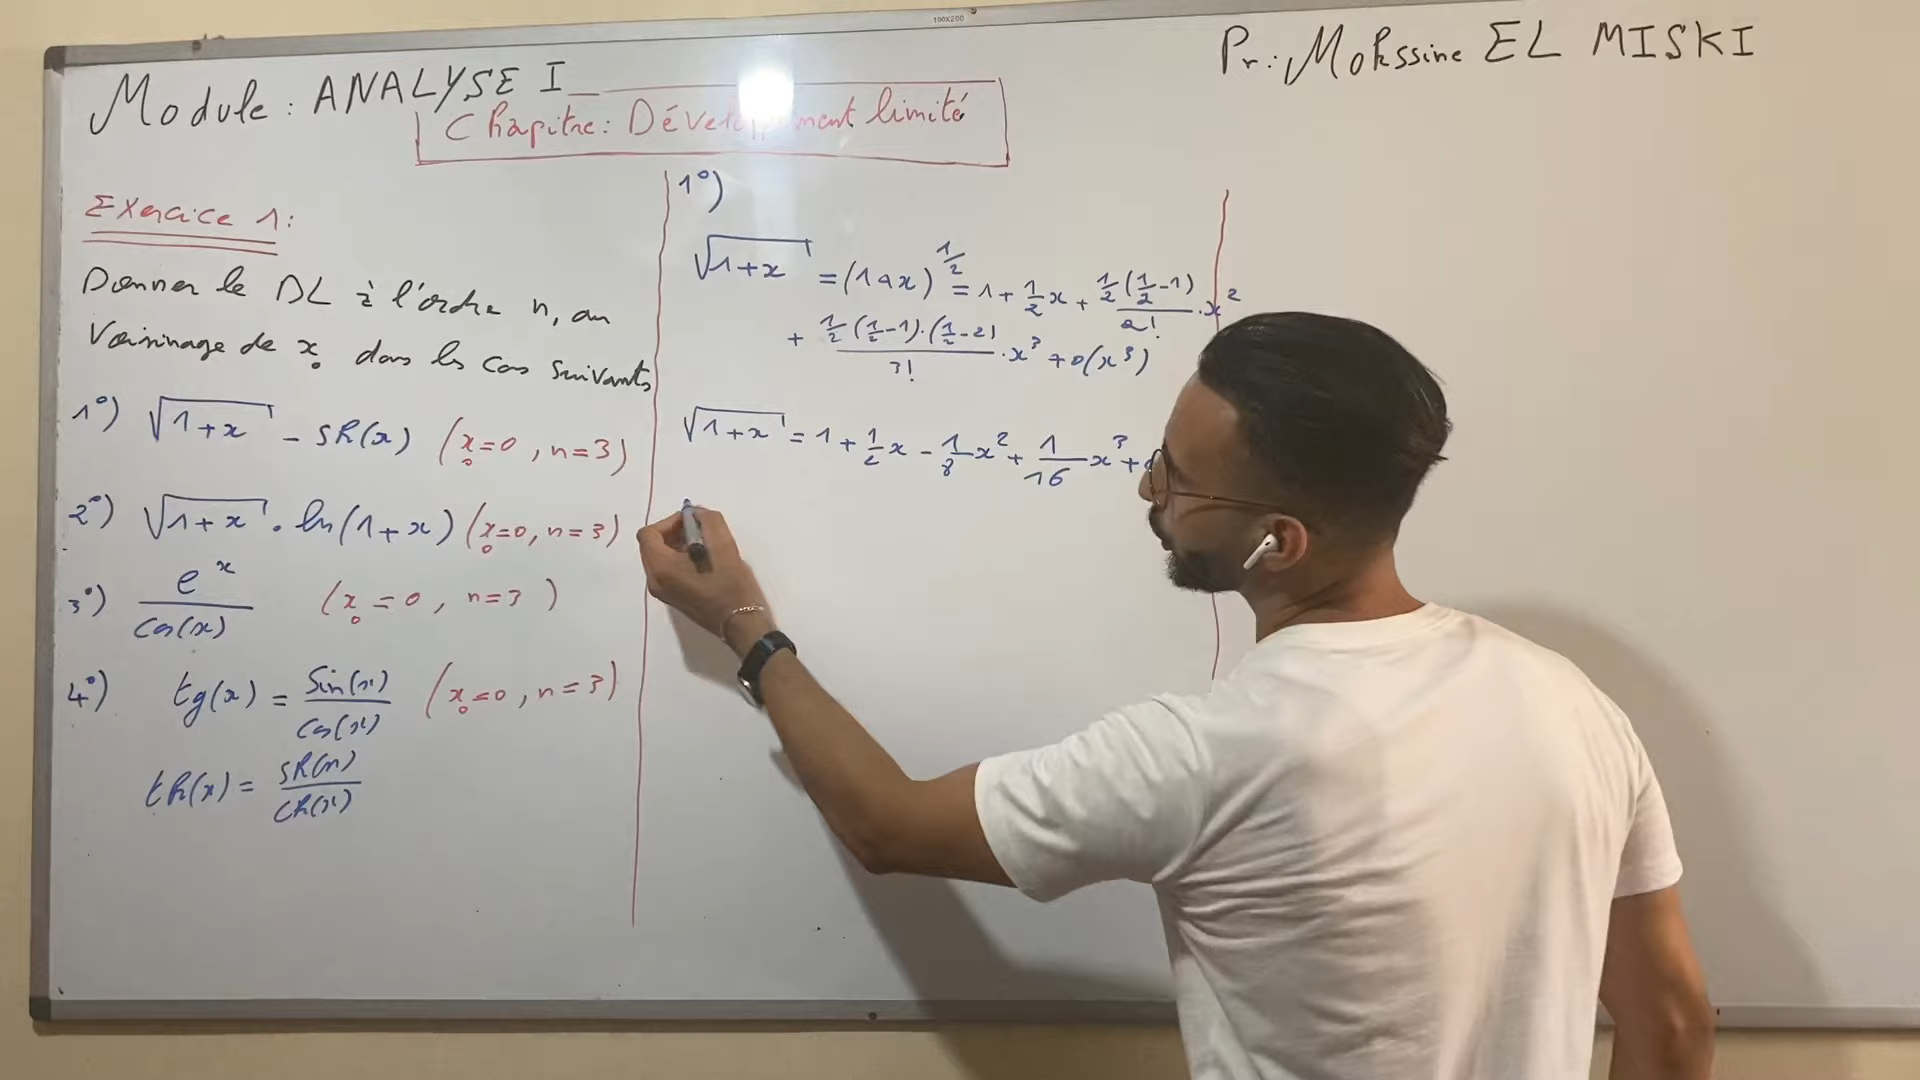 100x200
Module : ANALYSE I
Chapitre : Développement limité
Pr : Mohssine EL MISKI
Exercice 1 :
Donner le DL à l'ordre n, au
Voisinage de x₀ dans les cas suivants
1°) √(1+x) - sh(x) (x₀=0, n=3)
2°) √(1+x) · ln(1+x) (x₀=0, n=3)
3°) e^x / cos(x) (x₀=0, n=3)
4°) tg(x) = sin(x)/cos(x) (x₀=0, n=3)
th(x) = sh(x)/ch(x)
1°)
√(1+x) = (1+x)^(1/2) = 1 + 1/2 x + (1/2(1/2-1))/2! · x²
+ (1/2(1/2-1)·(1/2-2))/3! · x³ + o(x³)
√(1+x) = 1 + 1/2 x - 1/8 x² + 1/16 x³ +